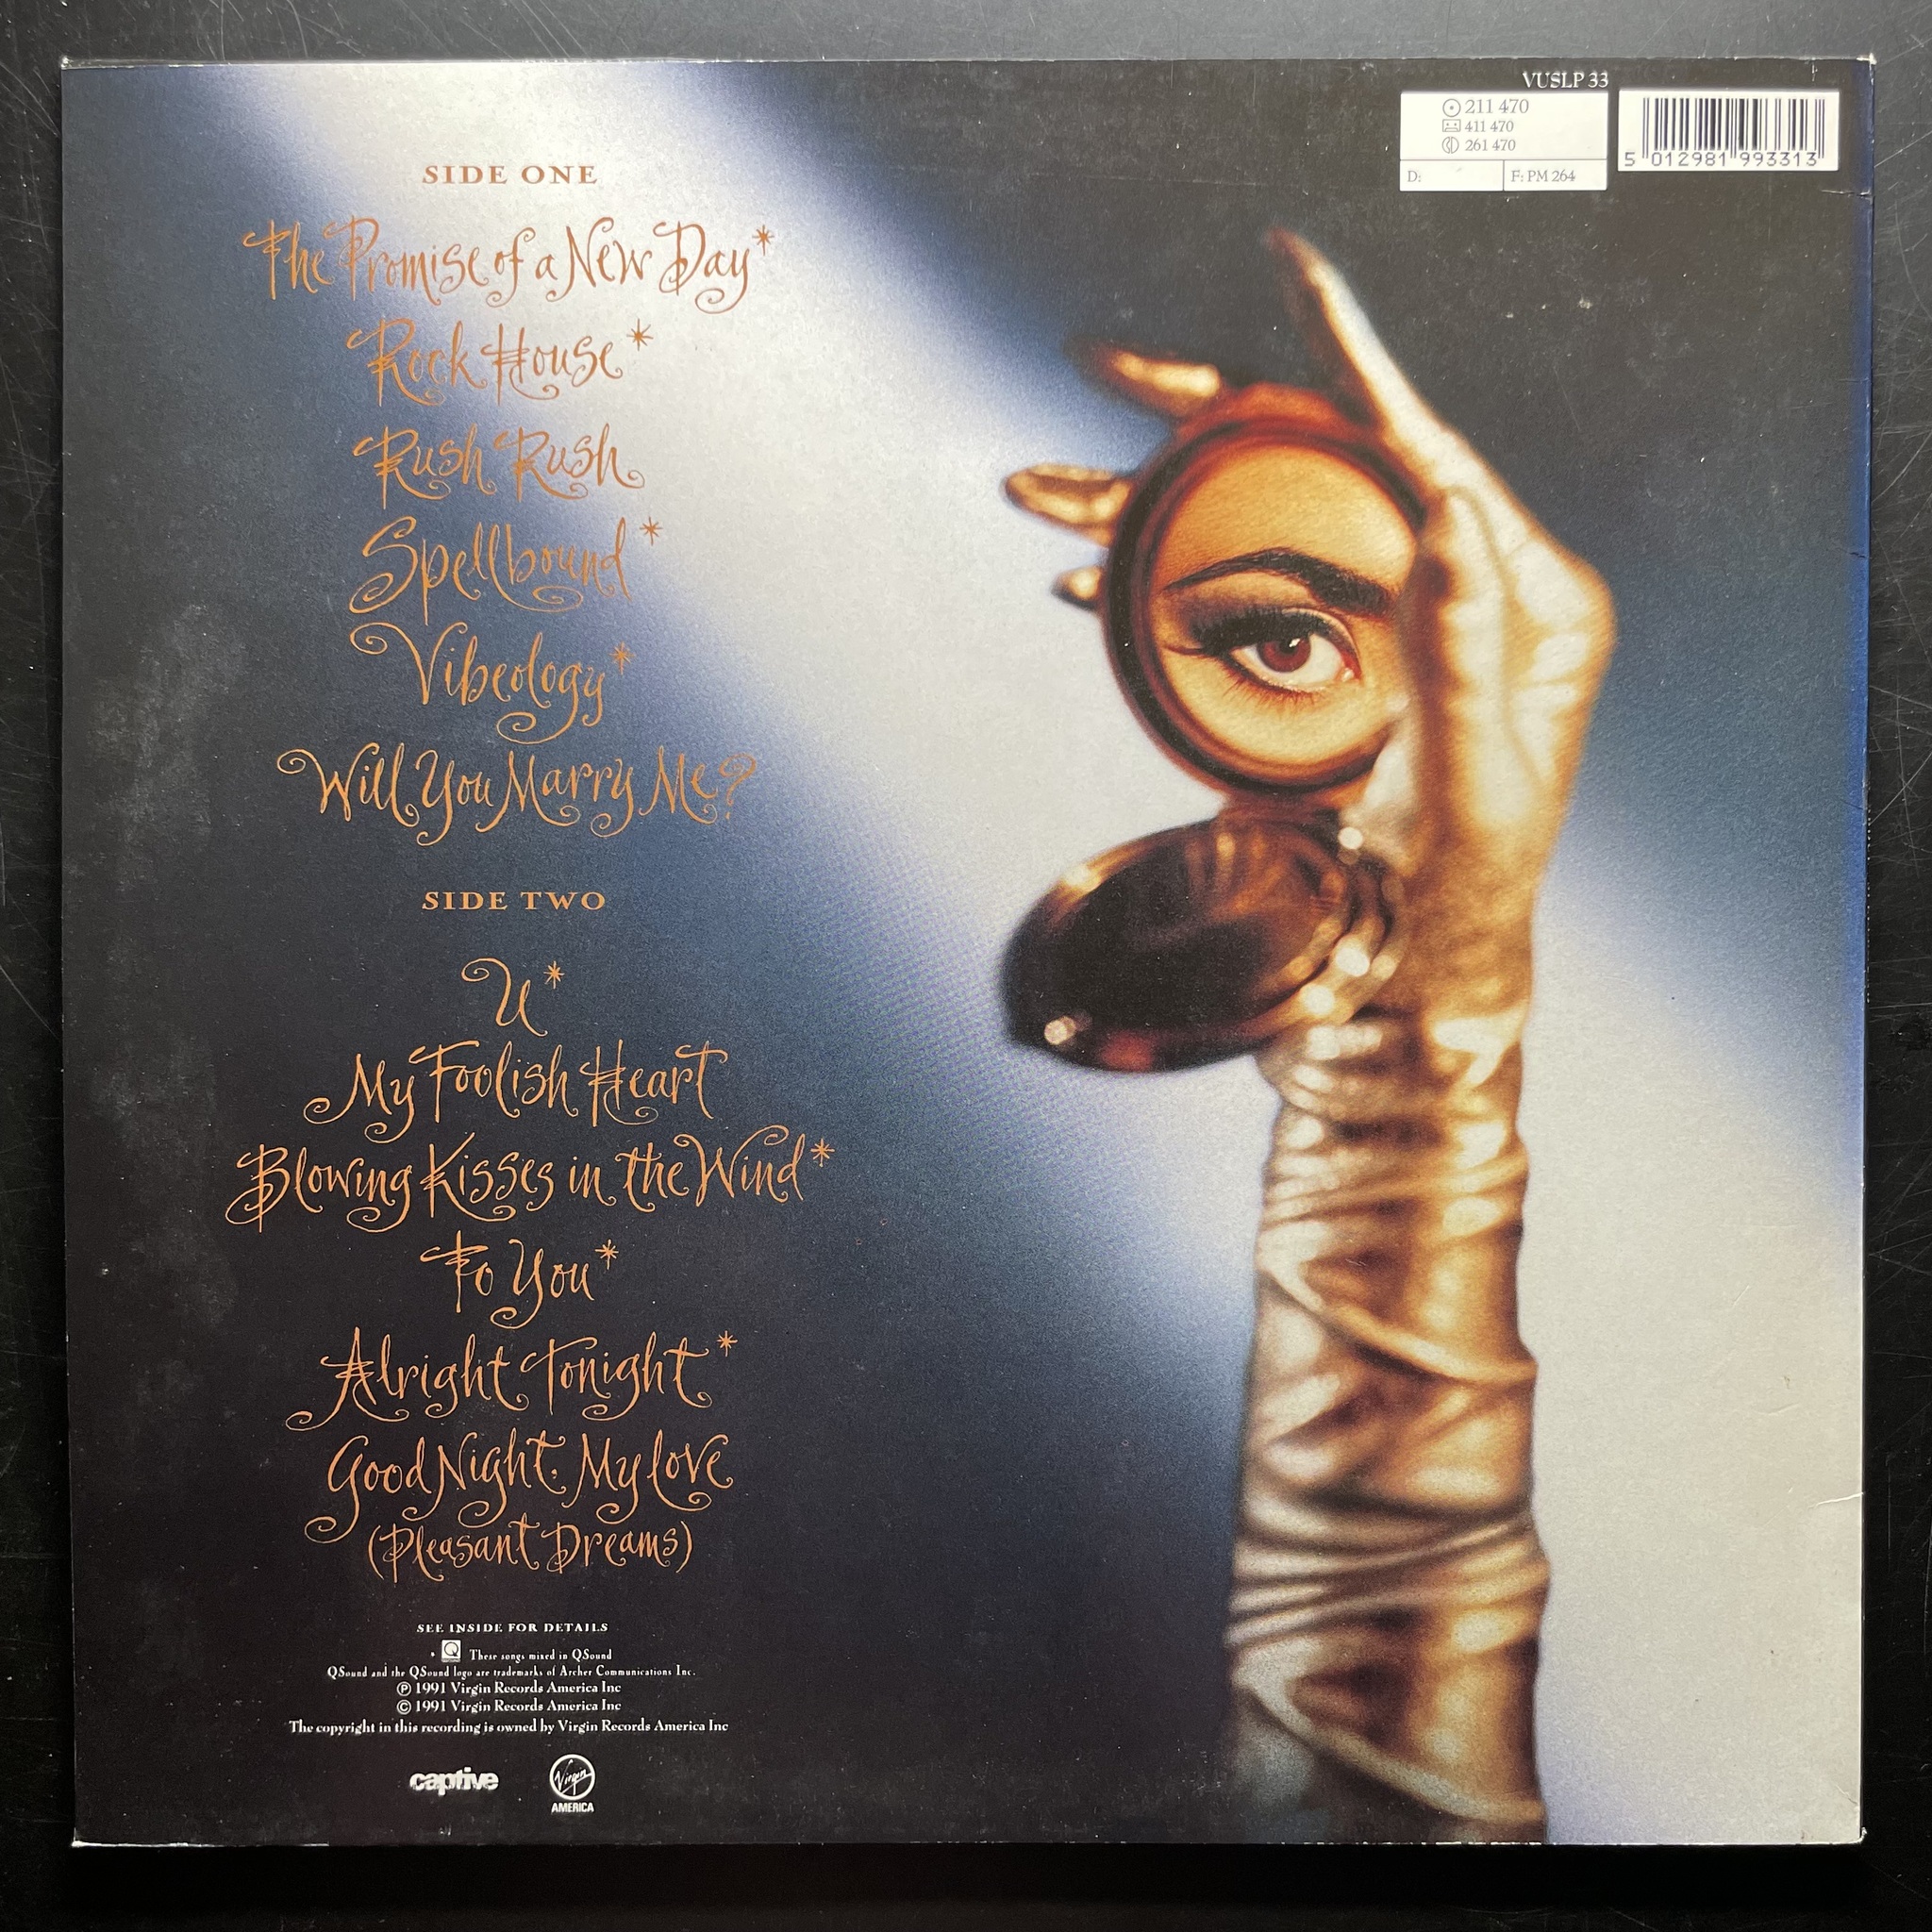 VUSLP 33
211 470
411 470
261 470
D:
F: PM 264
5 012981 993313
SIDE ONE
The Promise of a New Day*
Rock House*
Rush Rush
Spellbound*
Vibeology*
Will You Marry Me?
SIDE TWO
U*
My Foolish Heart
Blowing Kisses in the Wind*
To You*
Alright Tonight*
Good Night, My Love
(Pleasant Dreams)
SEE INSIDE FOR DETAILS
* Q These songs mixed in QSound
QSound and the QSound logo are trademarks of Archer Communications Inc.
℗ 1991 Virgin Records America Inc
© 1991 Virgin Records America Inc
The copyright in this recording is owned by Virgin Records America Inc
captive
Virgin
AMERICA